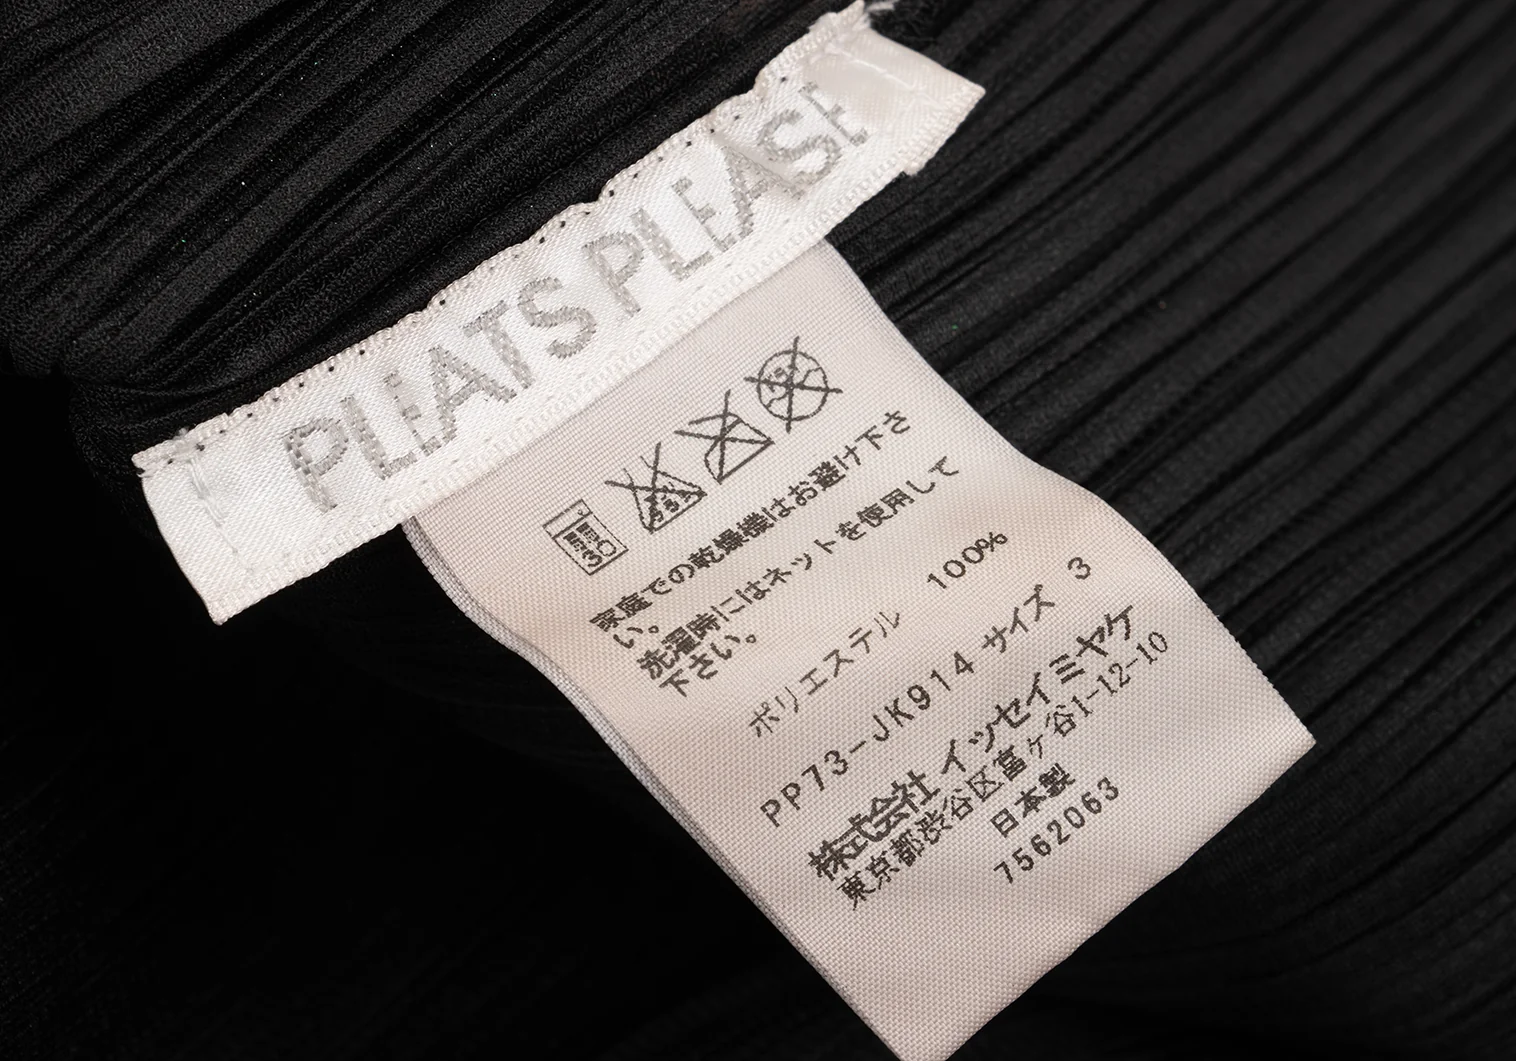 PLEATS PLEASE
家庭での乾燥機はお避け下さ
い。
洗濯時にはネットを使用して
下さい。
ポリエステル 100%
PP73-JK914 サイズ 3
株式会社 イッセイミヤケ
東京都渋谷区富ヶ谷1-12-10
日本製
7562063